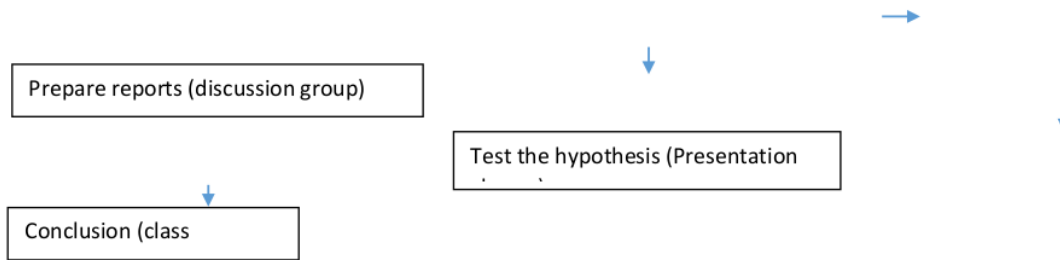 Prepare reports (discussion group)
Test the hypothesis (Presentation
Conclusion (class